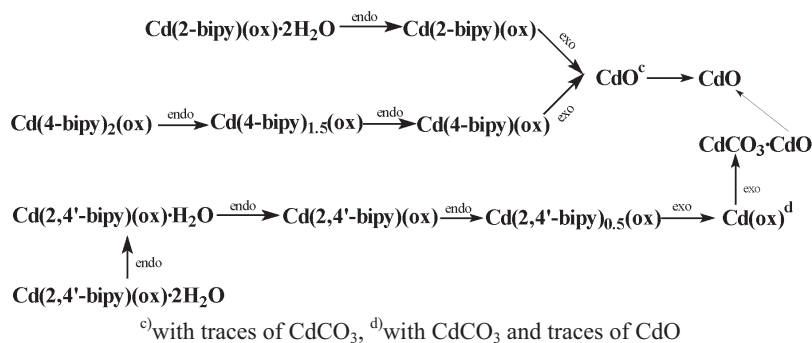 Cd(2-bipy)(ox)·2H₂O endo Cd(2-bipy)(ox)
exo
CdOᶜ CdO
Cd(4-bipy)₂(ox) endo Cd(4-bipy)₁.₅(ox) endo Cd(4-bipy)(ox) exo
CdCO₃·CdO
exo
Cd(2,4'-bipy)(ox)·H₂O endo Cd(2,4'-bipy)(ox) endo Cd(2,4'-bipy)₀.₅(ox) exo Cd(ox)ᵈ
endo
Cd(2,4'-bipy)(ox)·2H₂O
ᶜ⁾with traces of CdCO₃, ᵈ⁾with CdCO₃ and traces of CdO